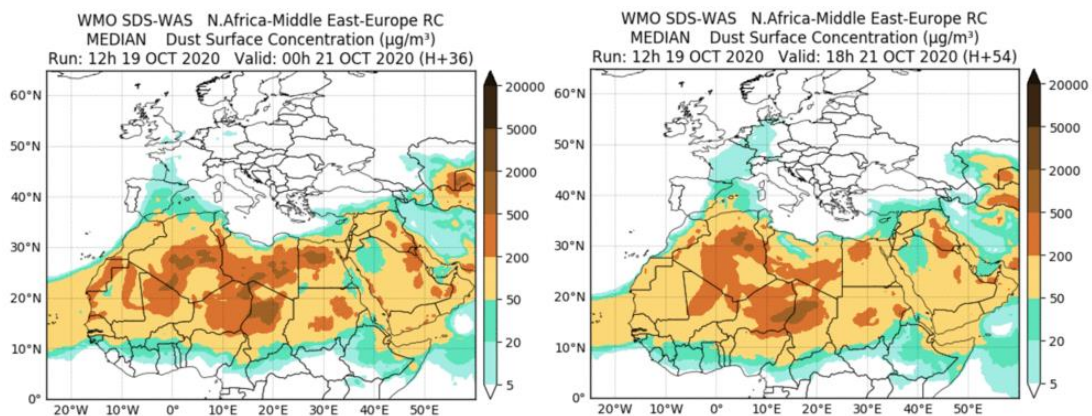 WMO SDS-WAS N.Africa-Middle East-Europe RC
MEDIAN Dust Surface Concentration (µg/m³)
Run: 12h 19 OCT 2020 Valid: 00h 21 OCT 2020 (H+36)
60°N
50°N
40°N
30°N
20°N
10°N
0°
20°W
10°W
0°
10°E
20°E
30°E
40°E
50°E
20000
5000
2000
500
200
50
20
5
WMO SDS-WAS N.Africa-Middle East-Europe RC
MEDIAN Dust Surface Concentration (µg/m³)
Run: 12h 19 OCT 2020 Valid: 18h 21 OCT 2020 (H+54)
60°N
50°N
40°N
30°N
20°N
10°N
0°
20°W
10°W
0°
10°E
20°E
30°E
40°E
50°E
20000
5000
2000
500
200
50
20
5